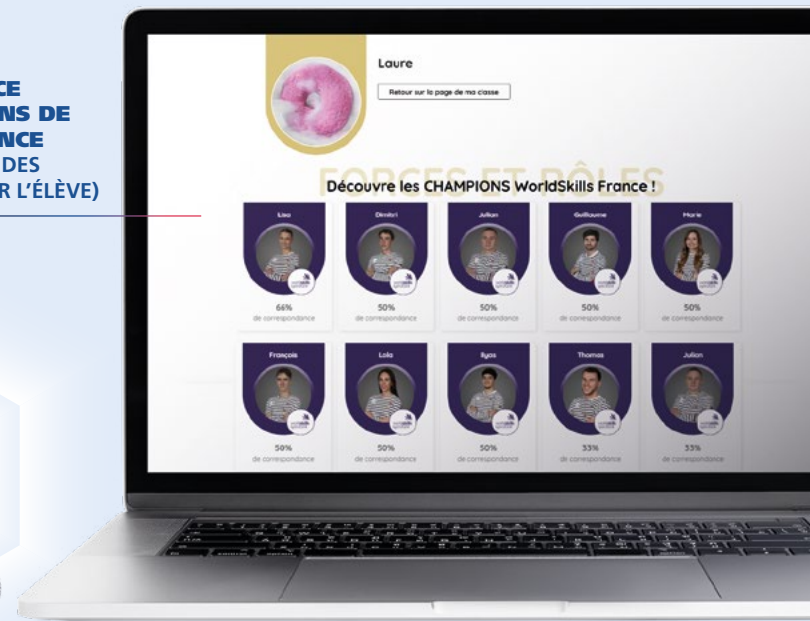 CE
NS DE
NCE
DES
R L'ÉLÈVE)
Laure
Retour sur la page de ma classe
FORCES ET RÔLES
Découvre les CHAMPIONS WorldSkills France !
Lisa Dimitri Julian Guillaume Marie
66% 50% 50% 50% 50%
de correspondance de correspondance de correspondance de correspondance de correspondance
François Lola Ilyas Thomas Julian
50% 50% 50% 33% 33%
de correspondance de correspondance de correspondance de correspondance de correspondance